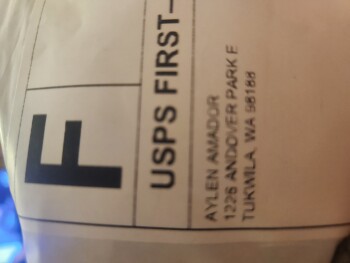 F
USPS FIRST-
AYLEN AMADOR
1226 ANDOVER PARK E
TUKWILA, WA 98188